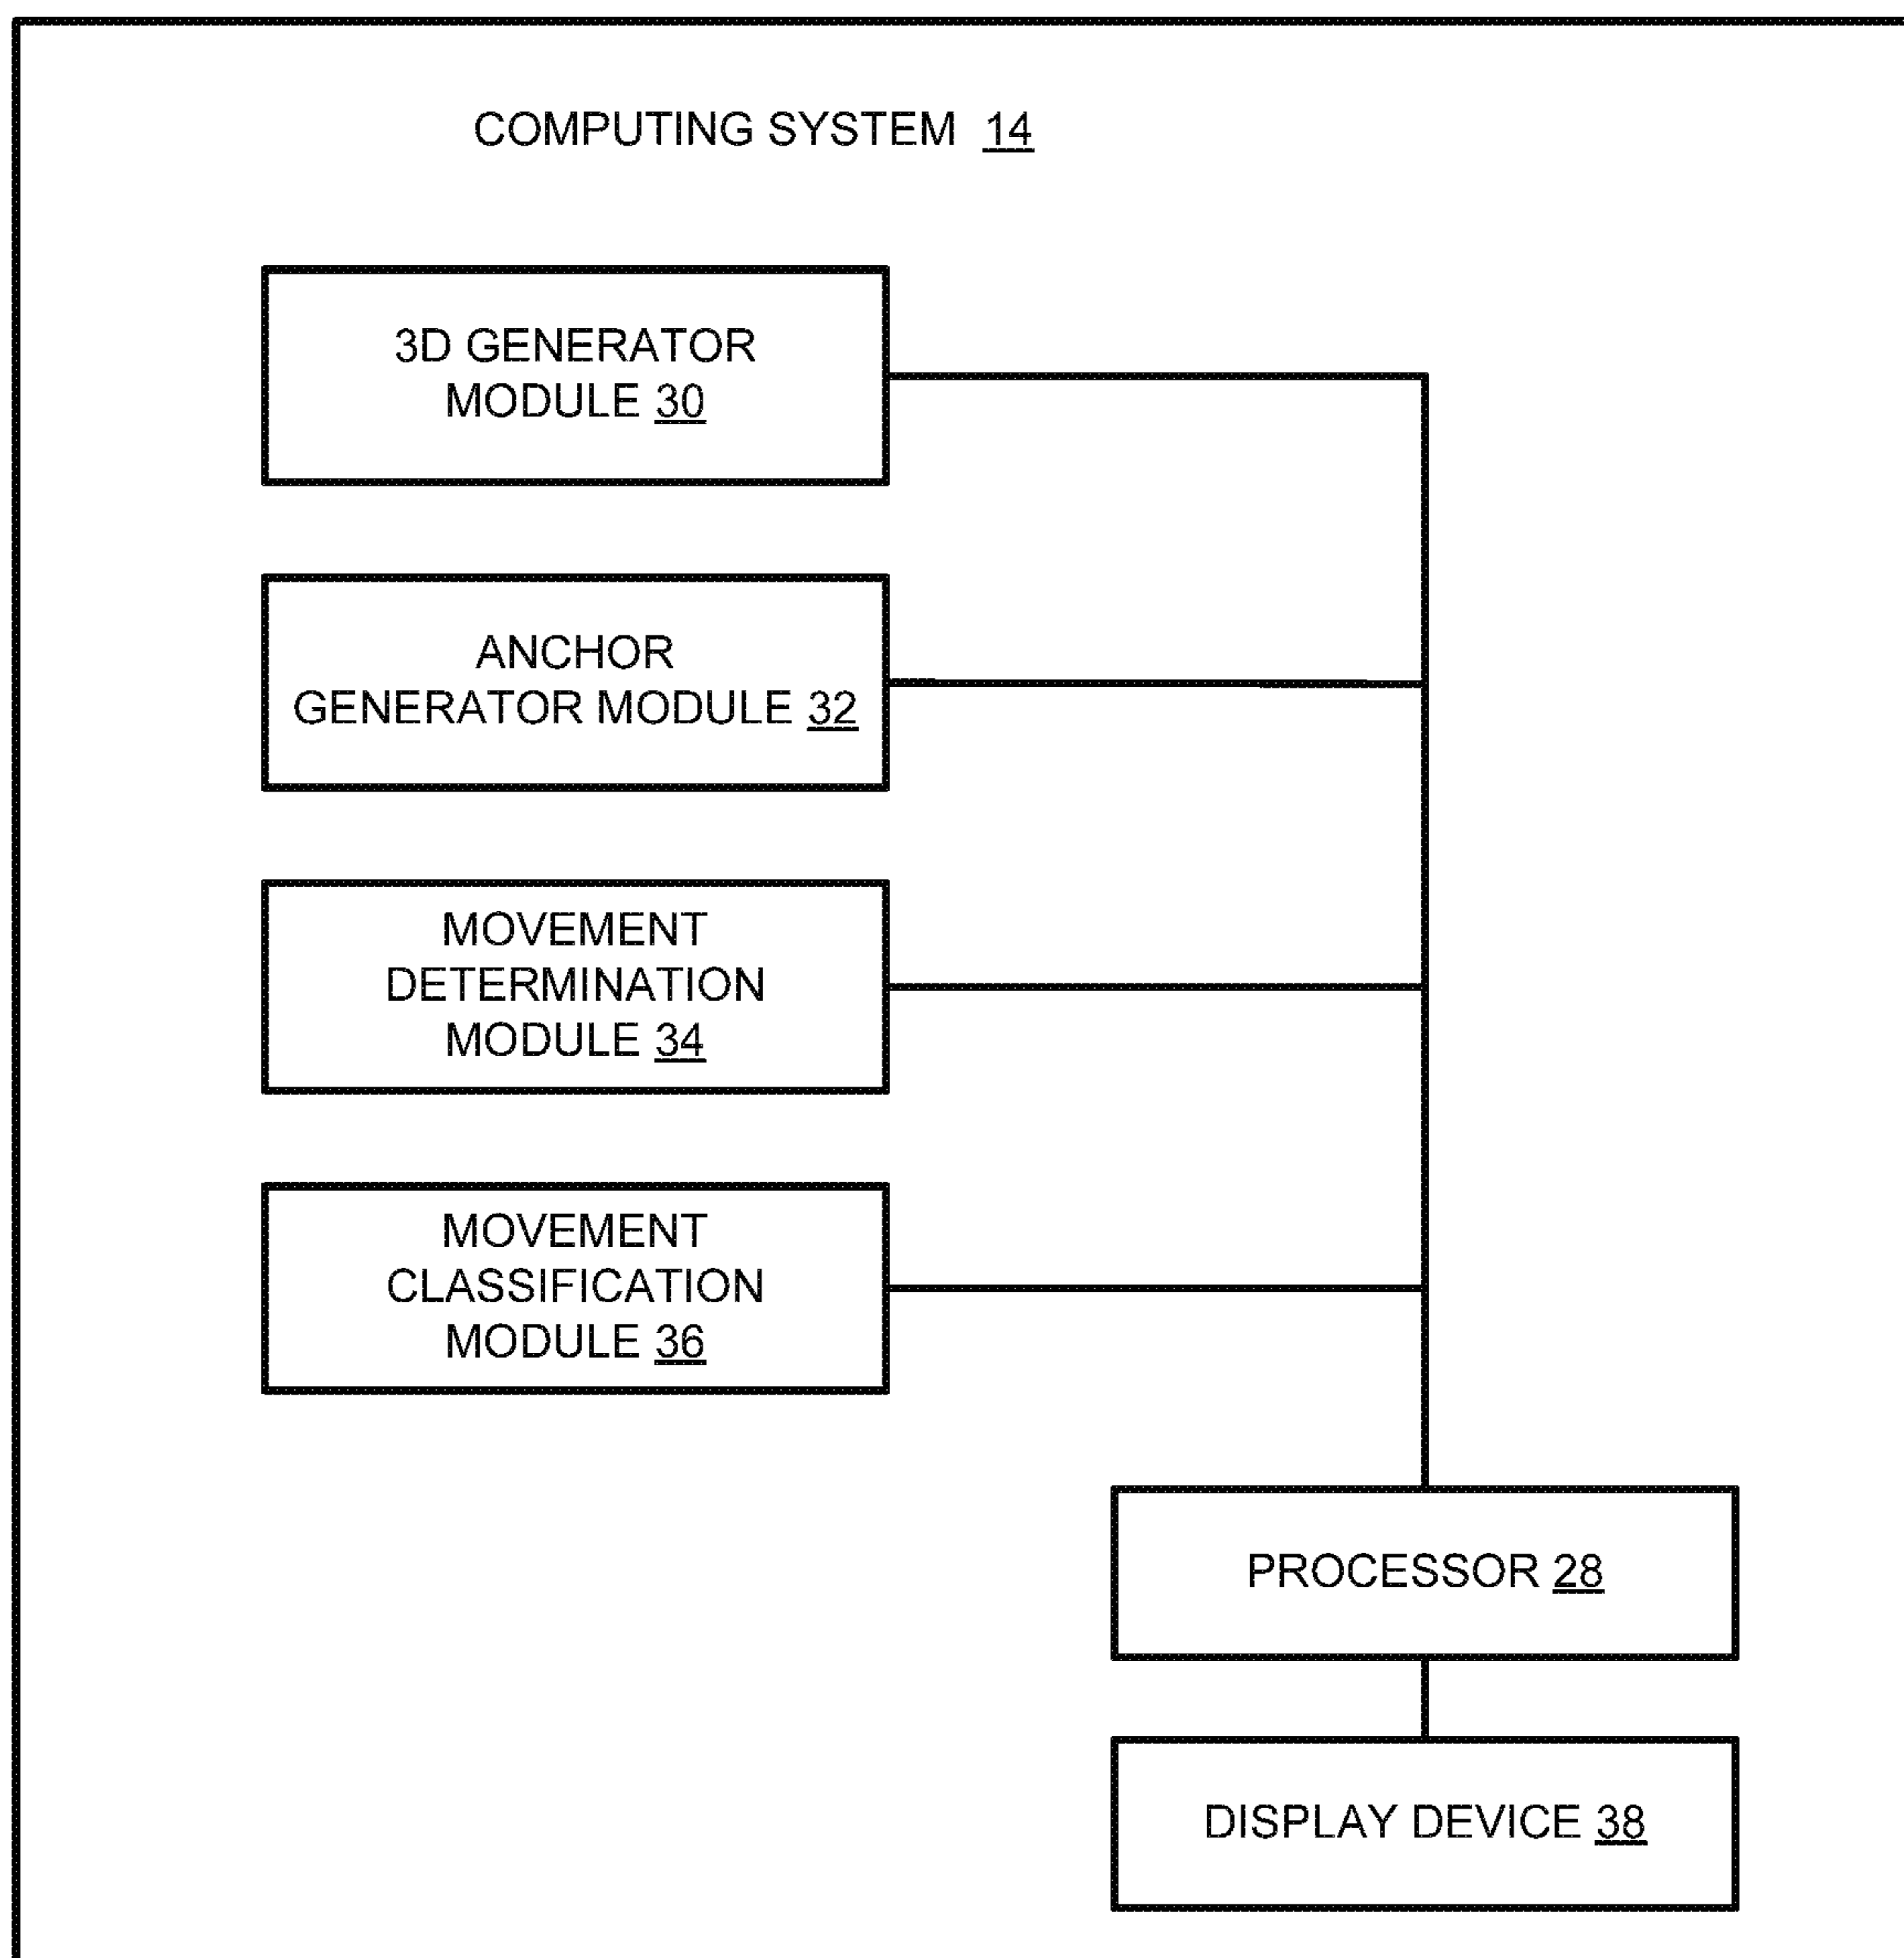 COMPUTING SYSTEM 14
3D GENERATOR
MODULE 30
ANCHOR
GENERATOR MODULE 32
MOVEMENT
DETERMINATION
MODULE 34
MOVEMENT
CLASSIFICATION
MODULE 36
PROCESSOR 28
DISPLAY DEVICE 38